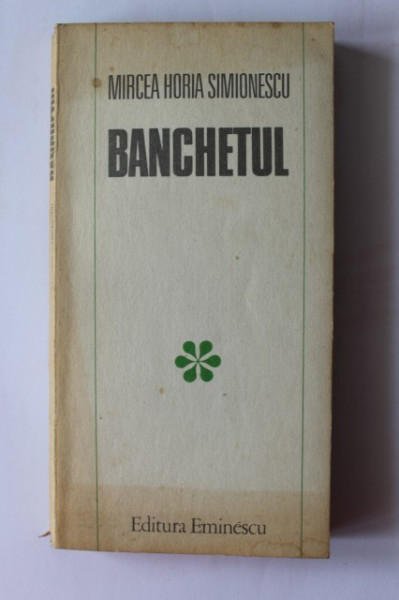 MIRCEA HORIA SIMIONESCU
BANCHETUL
Editura Eminescu